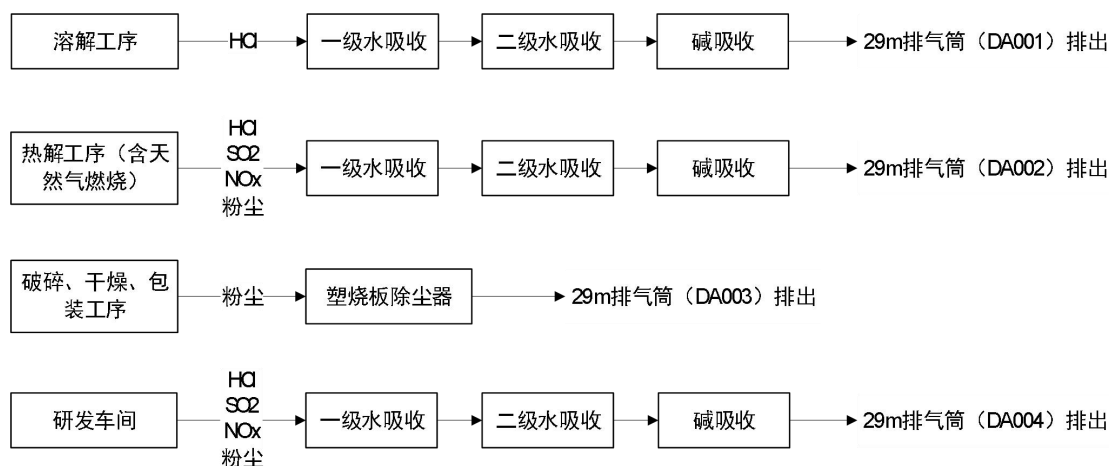 溶解工序
HCl
一级水吸收
二级水吸收
碱吸收
29m排气筒（DA001）排出
热解工序（含天
然气燃烧）
HCl
SO2
NOx
粉尘
一级水吸收
二级水吸收
碱吸收
29m排气筒（DA002）排出
破碎、干燥、包
装工序
粉尘
塑烧板除尘器
29m排气筒（DA003）排出
研发车间
HCl
SO2
NOx
粉尘
一级水吸收
二级水吸收
碱吸收
29m排气筒（DA004）排出